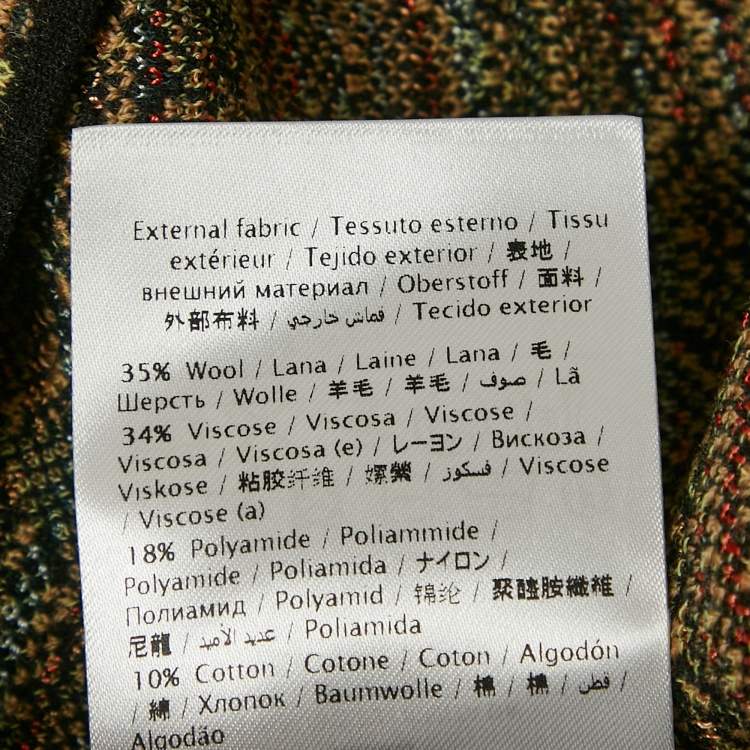 External fabric / Tessuto esterno / Tissu
extérieur / Tejido exterior / 表地 /
внешний материал / Oberstoff / 面料 /
外部布料 / قماش خارجي / Tecido exterior
35% Wool / Lana / Laine / Lana / 毛 /
Шерсть / Wolle / 羊毛 / 羊毛 / صوف / Lã
34% Viscose / Viscosa / Viscose /
Viscosa / Viscosa (e) / レーヨン / Вискоза /
Viskose / 粘胶纤维 / 嫘縈 / فسكوز / Viscose
/ Viscose (a)
18% Polyamide / Poliammide /
Polyamide / Poliamida / ナイロン /
Полиамид / Polyamid / 锦纶 / 聚醯胺纖維 /
尼龍 / عديد الأميد / Poliamida
10% Cotton / Cotone / Coton / Algodón
/ 綿 / Хлопок / Baumwolle / 棉 / 棉 / قطن /
Algodão